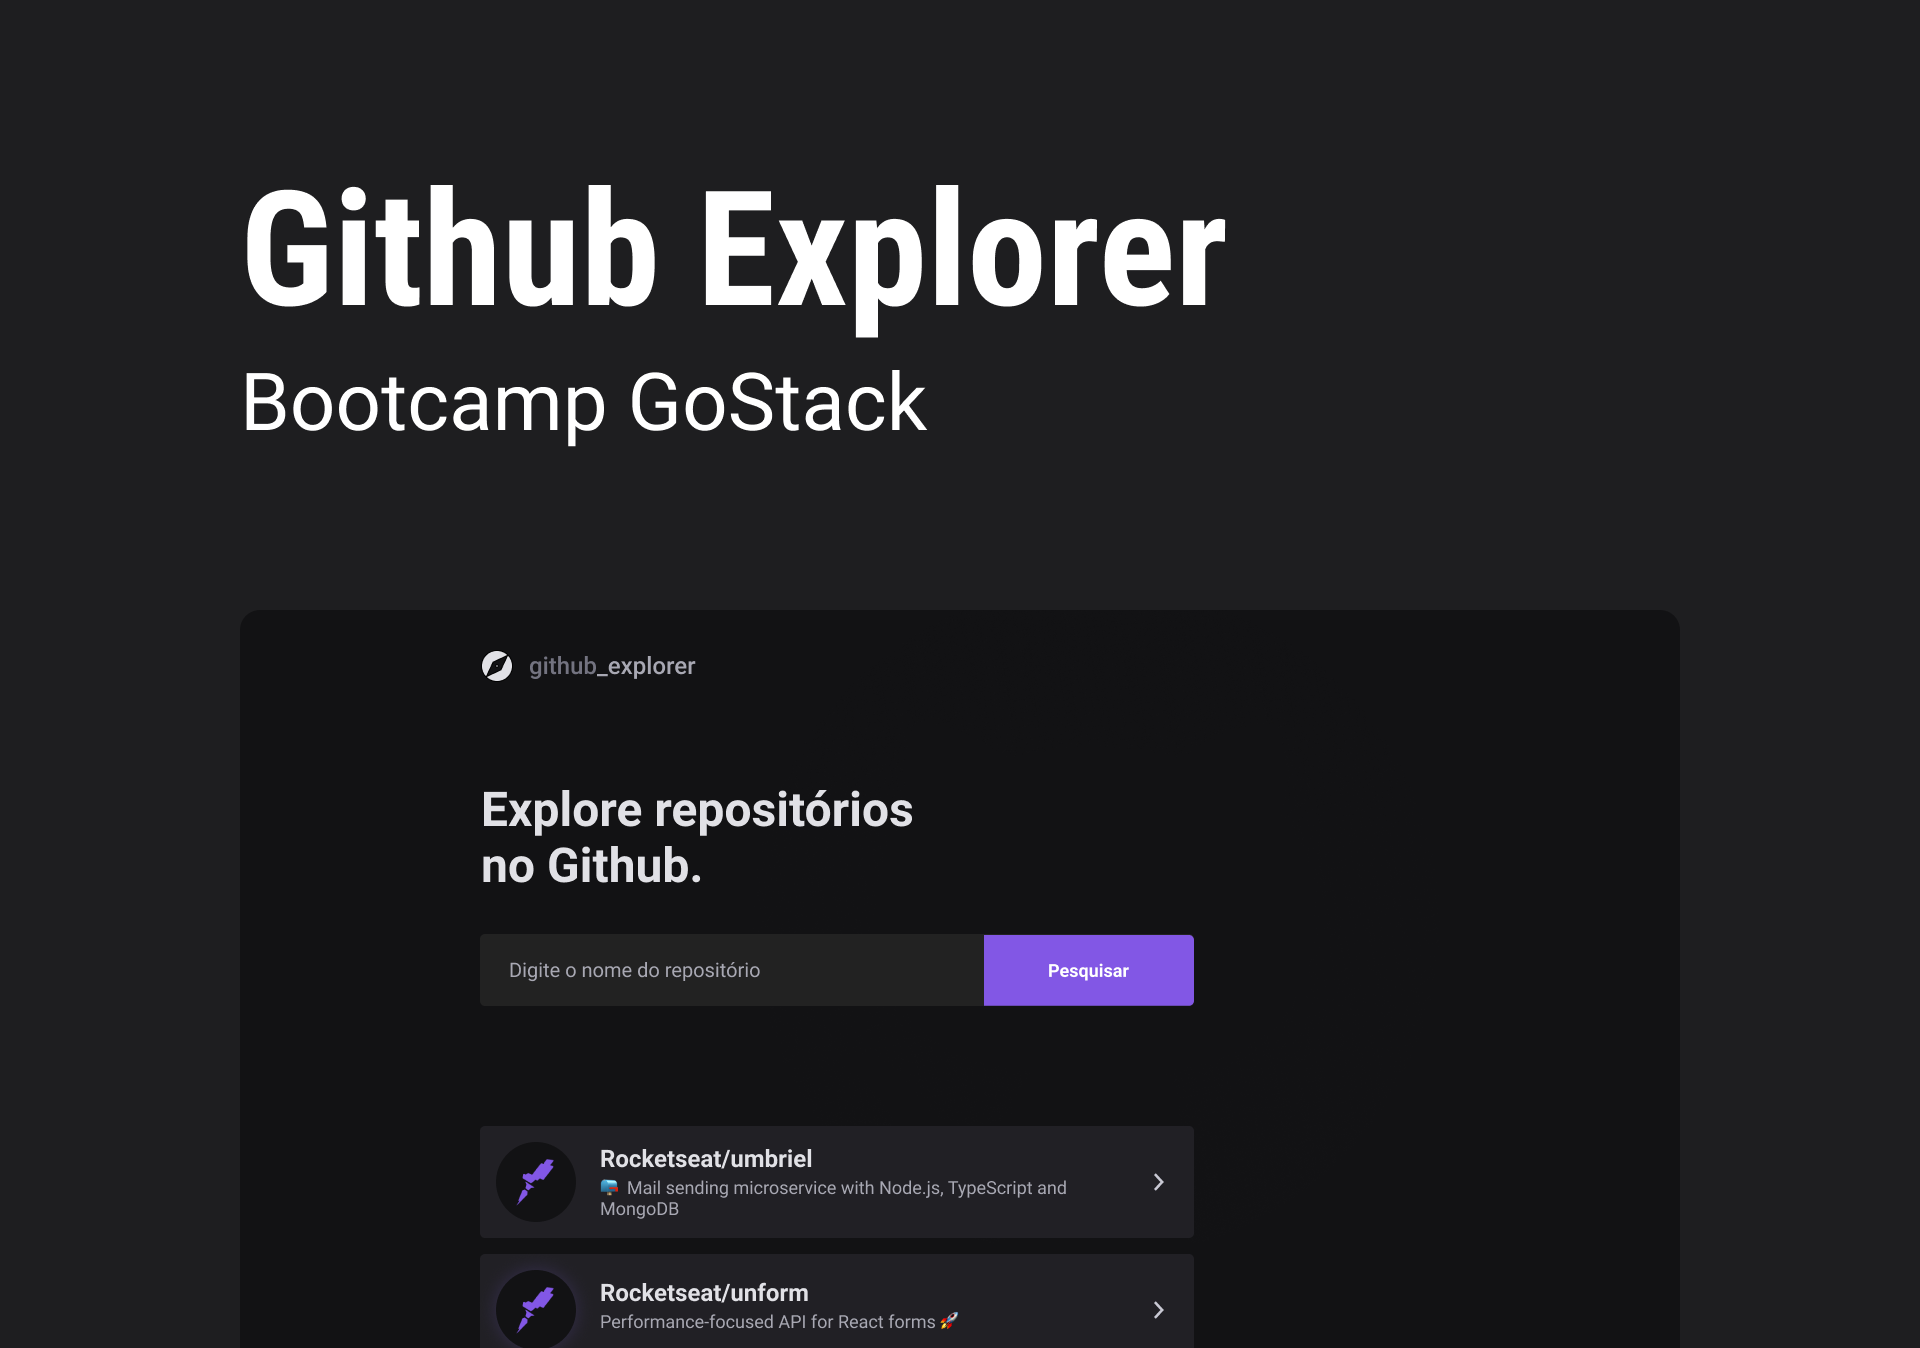 Github Explorer
Bootcamp GoStack
github_explorer
Explore repositórios
no Github.
Digite o nome do repositório
Pesquisar
Rocketseat/umbriel
📪 Mail sending microservice with Node.js, TypeScript and
MongoDB
Rocketseat/unform
Performance-focused API for React forms 🚀